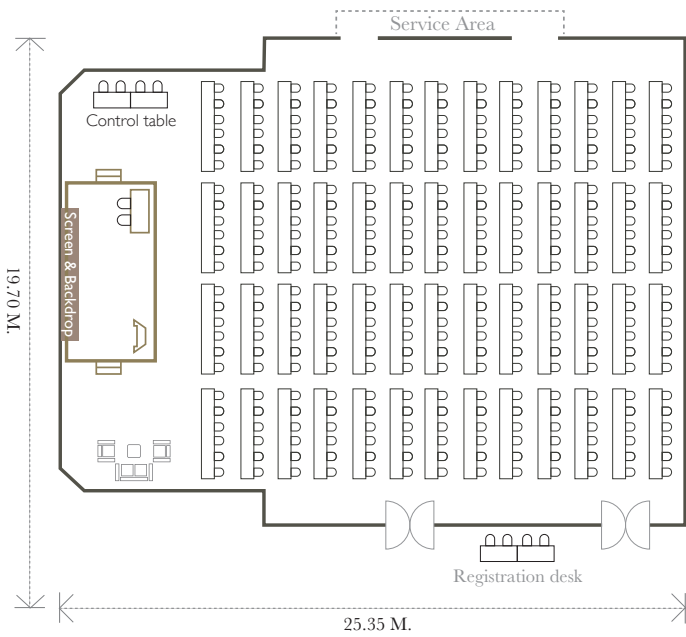 Service Area
Control table
Screen & Backdrop
19.70 M.
Registration desk
25.35 M.